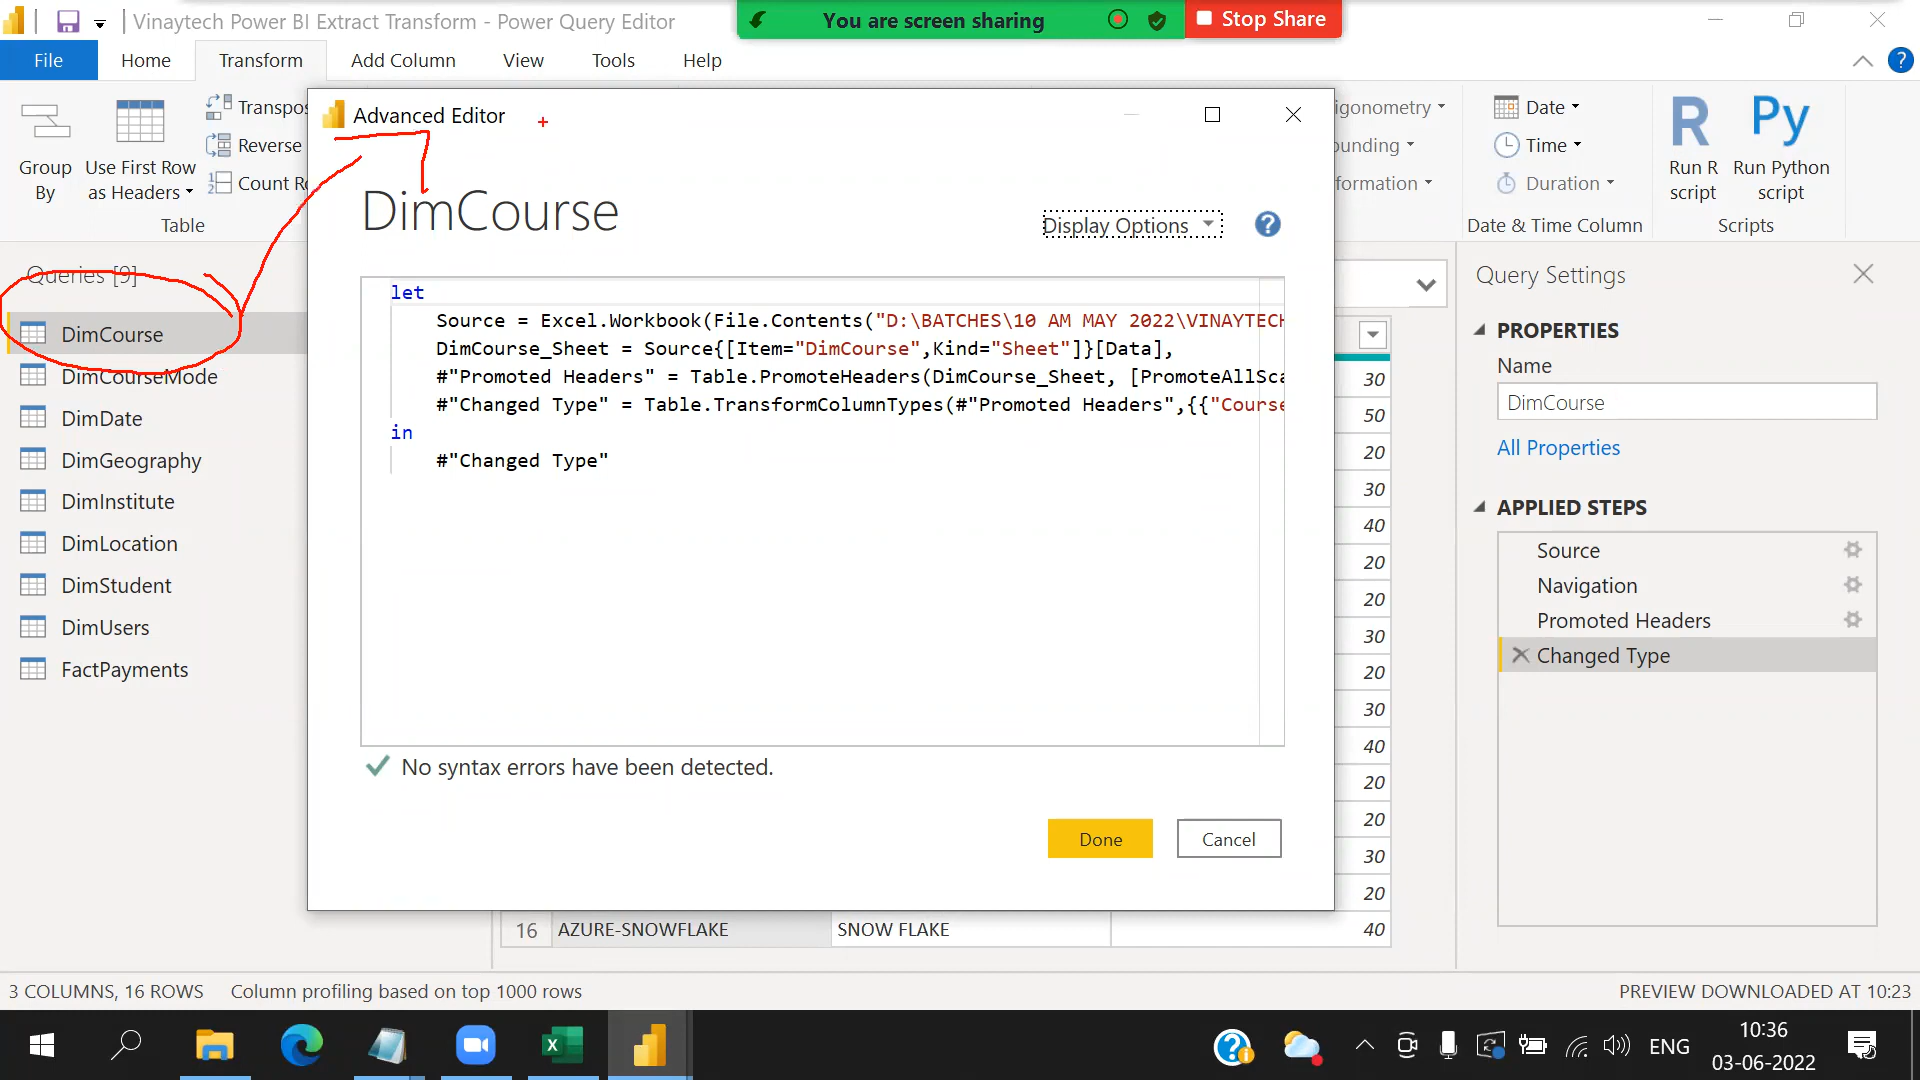 Vinaytech Power BI Extract Transform - Power Query Editor
You are screen sharing
Stop Share
File
Home
Transform
Add Column
View
Tools
Help
Group By
Use First Row as Headers
Transpos
Reverse
Count Ro
Table
igonometry
ounding
formation
Date
Time
Duration
Date & Time Column
Run R script
Run Python script
Scripts
Advanced Editor
DimCourse
Display Options
Queries [9]
DimCourse
DimCourseMode
DimDate
DimGeography
DimInstitute
DimLocation
DimStudent
DimUsers
FactPayments
let
Source = Excel.Workbook(File.Contents("D:\BATCHES\10 AM MAY 2022\VINAYTECH
DimCourse_Sheet = Source{[Item="DimCourse",Kind="Sheet"]}[Data],
#"Promoted Headers" = Table.PromoteHeaders(DimCourse_Sheet, [PromoteAllSca
#"Changed Type" = Table.TransformColumnTypes(#"Promoted Headers",{{"Course
in
#"Changed Type"
No syntax errors have been detected.
Done
Cancel
30
50
20
30
40
20
20
30
20
30
40
20
20
30
20
16 AZURE-SNOWFLAKE SNOW FLAKE 40
Query Settings
PROPERTIES
Name
DimCourse
All Properties
APPLIED STEPS
Source
Navigation
Promoted Headers
Changed Type
3 COLUMNS, 16 ROWS
Column profiling based on top 1000 rows
PREVIEW DOWNLOADED AT 10:23
ENG
10:36
03-06-2022